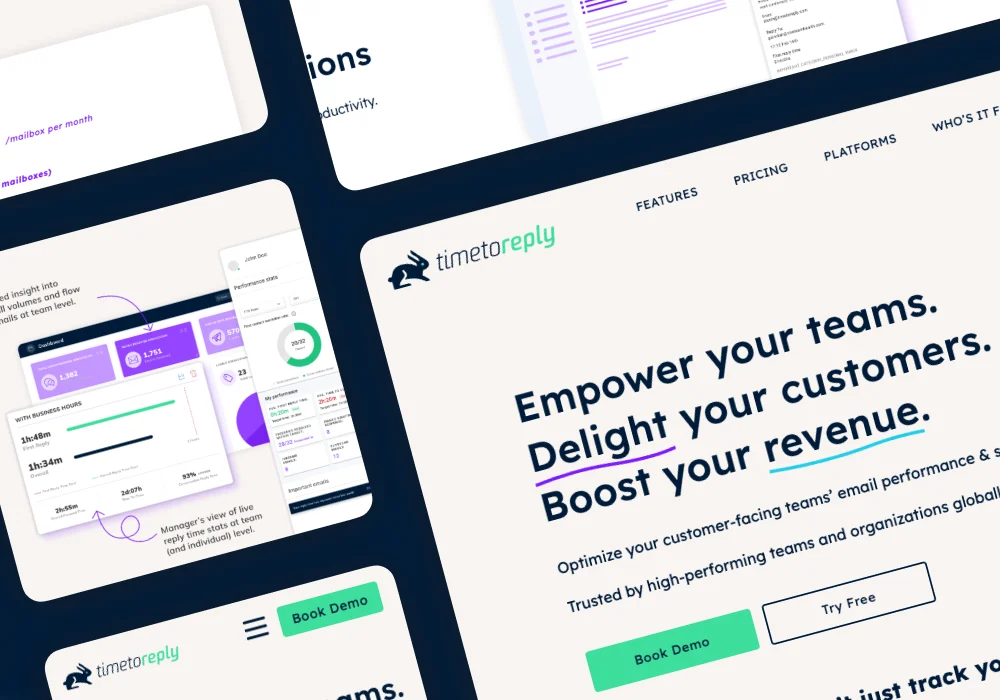 /mailbox per month
mailboxes)
ions
ductivity.
FEATURES
PRICING
PLATFORMS
WHO'S IT F
timetoreply
Empower your teams.
Delight your customers.
Boost your revenue.
Optimize your customer-facing teams' email performance & s
Trusted by high-performing teams and organizations globall
Book Demo
Try Free
just track yo
ed insight into
ll volumes and flow
mails at team level.
Dashboard
1,382
1,751
570
23
WITH BUSINESS HOURS
1h:48m
First Reply
1h:34m
Overall
2h:55m
2d:07h
93%
John Doe
Performance stats
20/32
My performance
Important emails
Manager's view of live
reply time stats at team
(and individual) level.
timetoreply
Book Demo
ams.